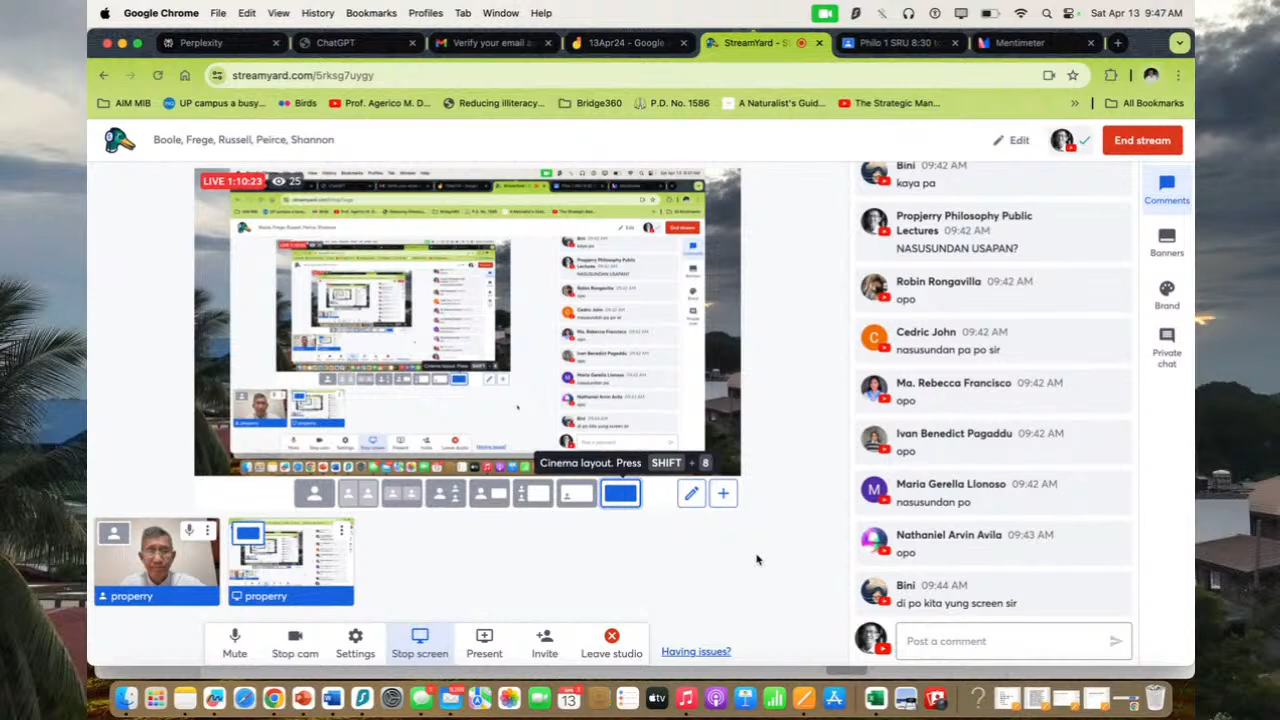 Google Chrome File Edit View History Bookmarks Profiles Tab Window Help Sat Apr 13 9:47 AM
Perplexity ChatGPT Verify your email a 13Apr24 - Google StreamYard - S Philo 1 SRU 8:30 to Mentimeter
streamyard.com/5rksg7uygy
AIM MIB UP campus a busy... Birds Prof. Agerico M. D... Reducing illiteracy... Bridge360 P.D. No. 1586 A Naturalist's Guid... The Strategic Man... » All Bookmarks
Boole, Frege, Russell, Peirce, Shannon Edit End stream
LIVE 1:10:23 25
Bini 09:42 AM
kaya pa
Propjerry Philosophy Public
Lectures 09:42 AM
NASUSUNDAN USAPAN?
Robin Rongavilla 09:42 AM
opo
Cedric John 09:42 AM
nasusundan pa po sir
Ma. Rebecca Francisco 09:42 AM
opo
Ivan Benedict Pagaddu 09:42 AM
opo
Maria Gerella Llonoso 09:42 AM
nasusundan po
Nathaniel Arvin Avila 09:43 AM
opo
Bini 09:44 AM
di po kita yung screen sir
Post a comment
Comments
Banners
Brand
Private
chat
Cinema layout. Press SHIFT + 8
properry properry
Mute Stop cam Settings Stop screen Present Invite Leave studio Having issues?